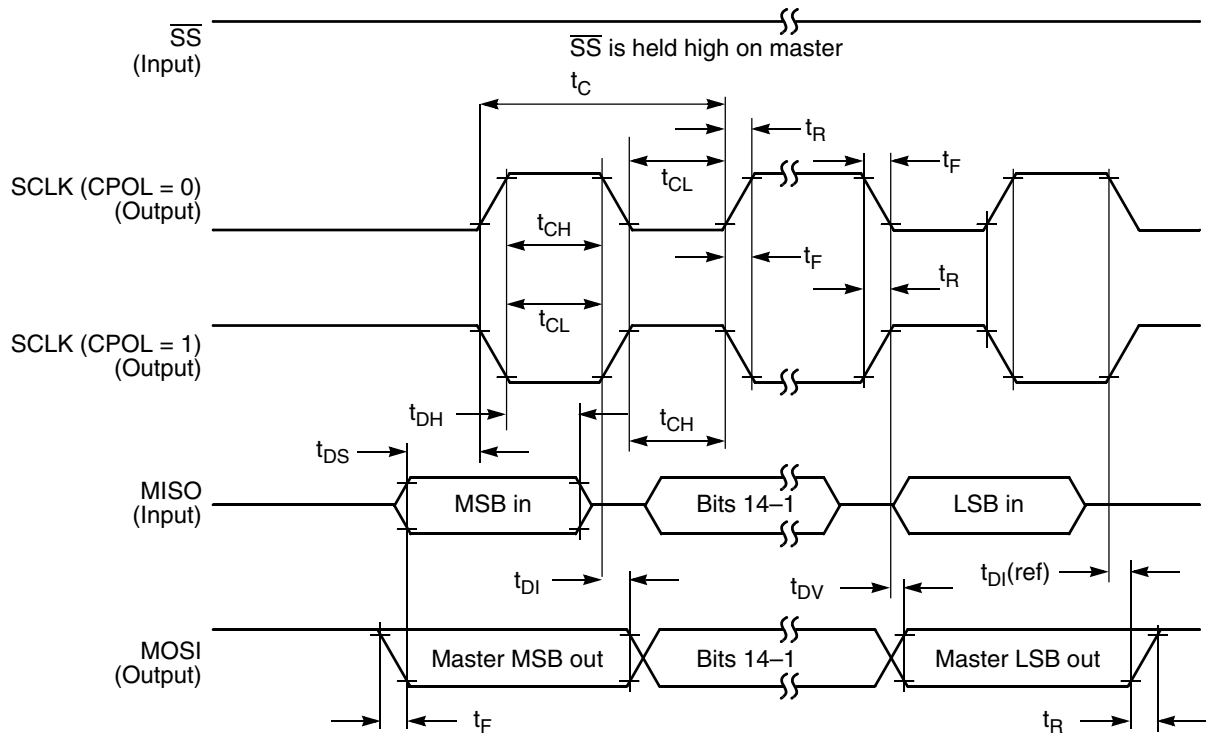 S̅S̅
(Input)
S̅S̅ is held high on master
tC
tR
tF
tCL
SCLK (CPOL = 0)
(Output)
tCH
tF
tR
tCL
SCLK (CPOL = 1)
(Output)
tDH
tCH
tDS
MISO
(Input)
MSB in
Bits 14–1
LSB in
tDI
tDV
tDI(ref)
MOSI
(Output)
Master MSB out
Bits 14–1
Master LSB out
tF
tR